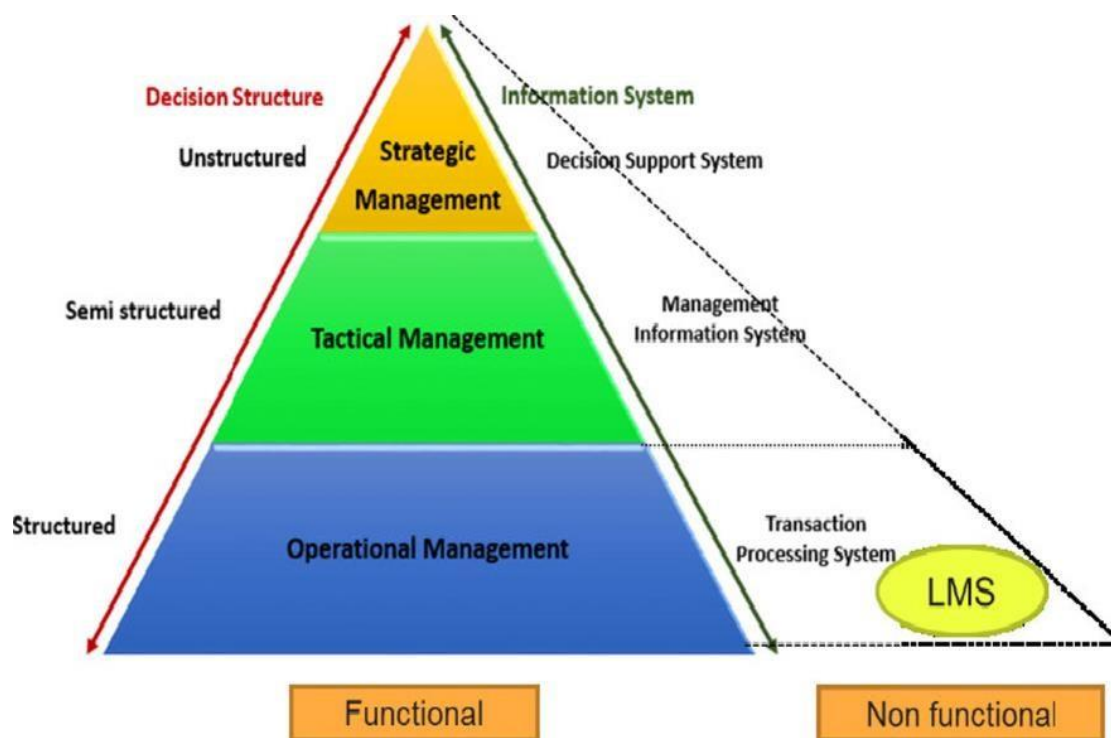 Decision Structure
Information System
Unstructured
Strategic
Management
Decision Support System
Semi structured
Tactical Management
Management
Information System
Structured
Operational Management
Transaction
Processing System
LMS
Functional
Non functional